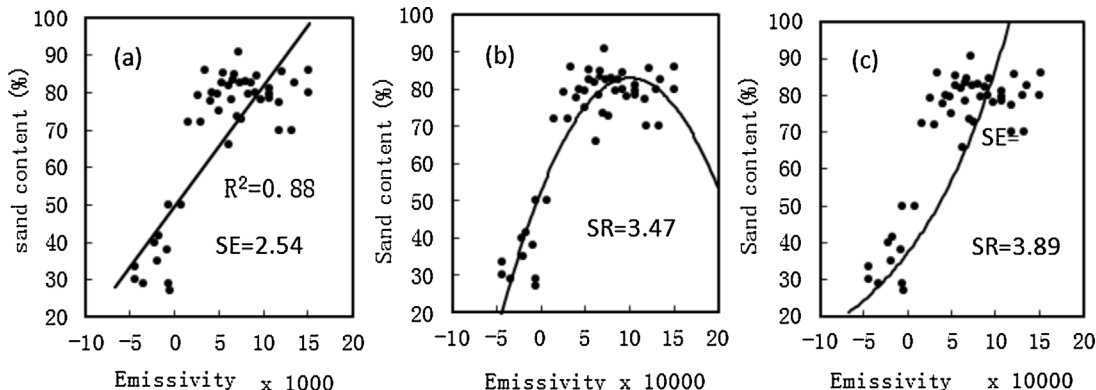 100
90
80
70
60
50
40
30
20
-10 -5 0 5 10 15 20
sand content (%)
(a)
R²=0.88
SE=2.54
Emissivity x 1000
100
90
80
70
60
50
40
30
20
-10 -5 0 5 10 15 20
Sand content (%)
(b)
SR=3.47
Emissivity x 10000
100
90
80
70
60
50
40
30
20
-10 -5 0 5 10 15 20
Sand content (%)
(c)
SE=
SR=3.89
Emissivity x 10000